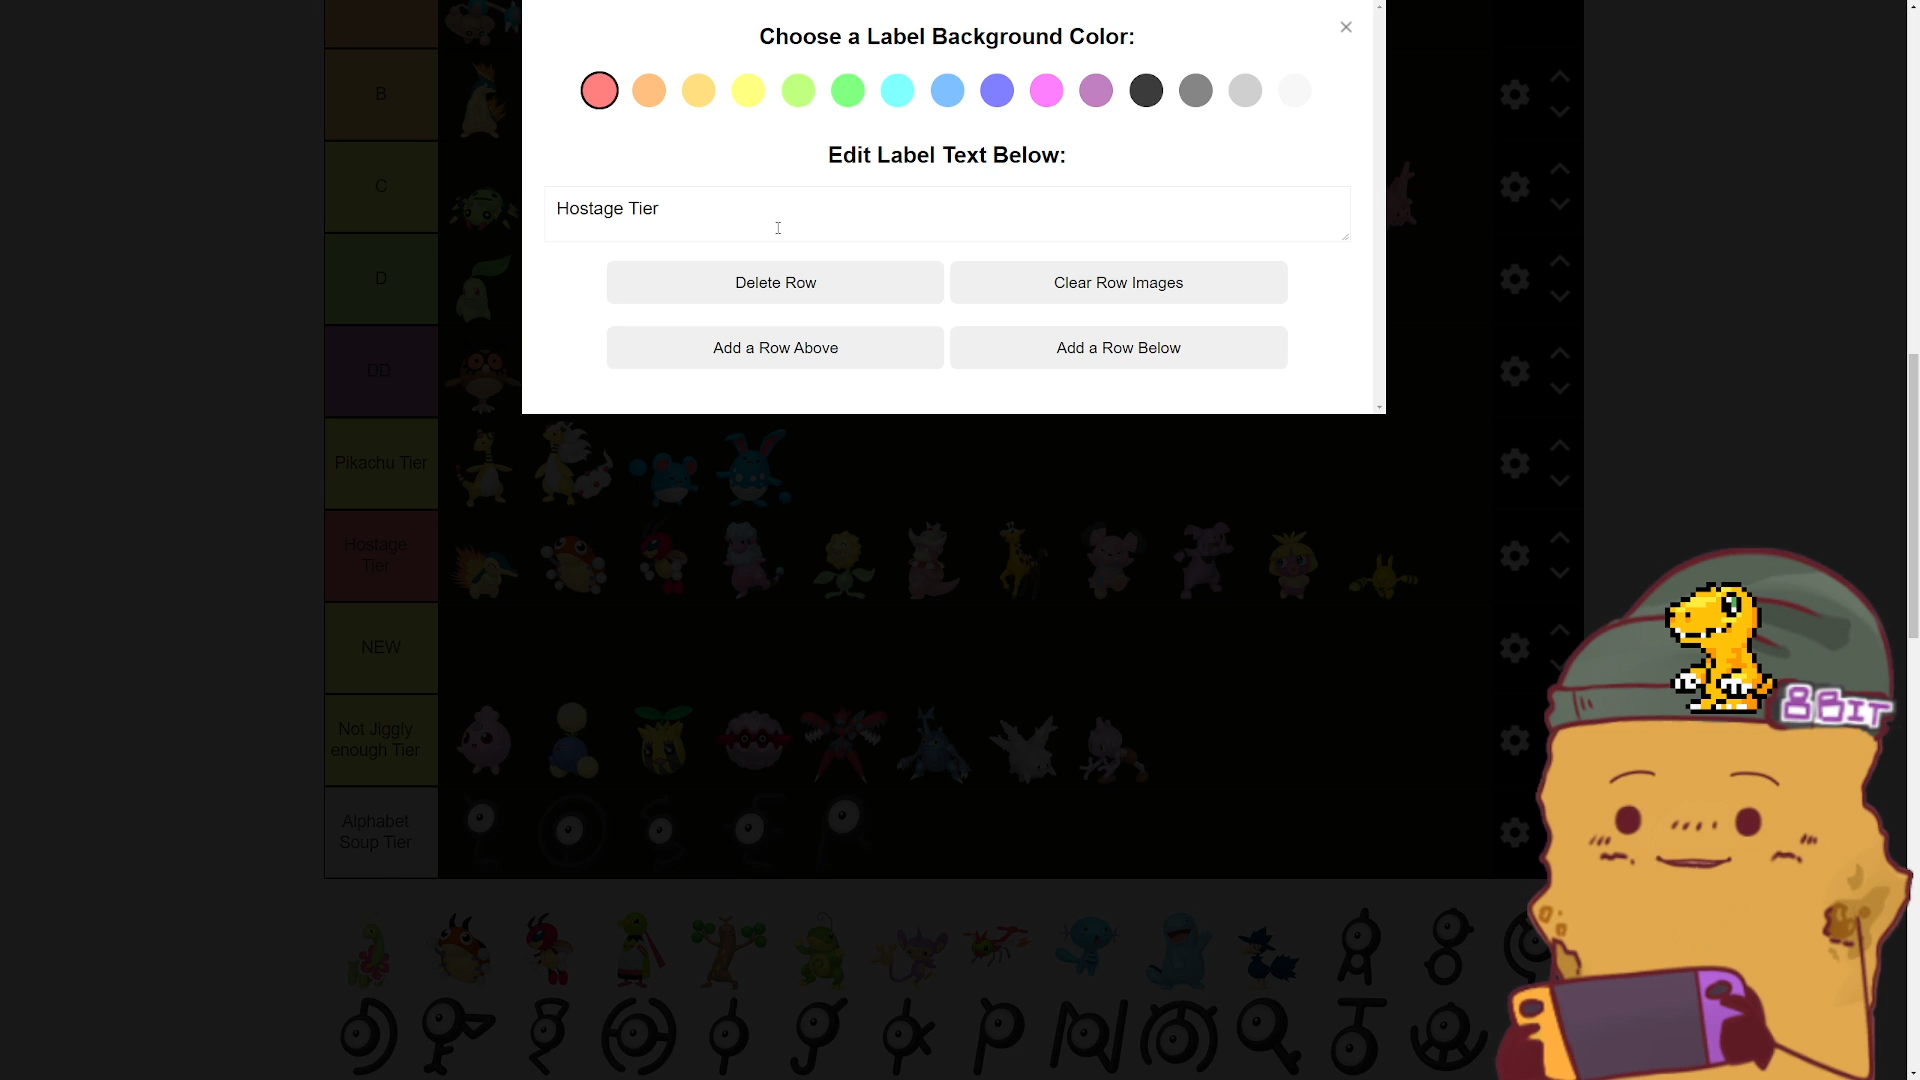 Choose a Label Background Color:
Edit Label Text Below:
Hostage Tier
Delete Row
Clear Row Images
Add a Row Above
Add a Row Below
B
C
D
DD
Pikachu Tier
Hostage
Tier
NEW
Not Jiggly
enough Tier
Alphabet
Soup Tier
8BIT